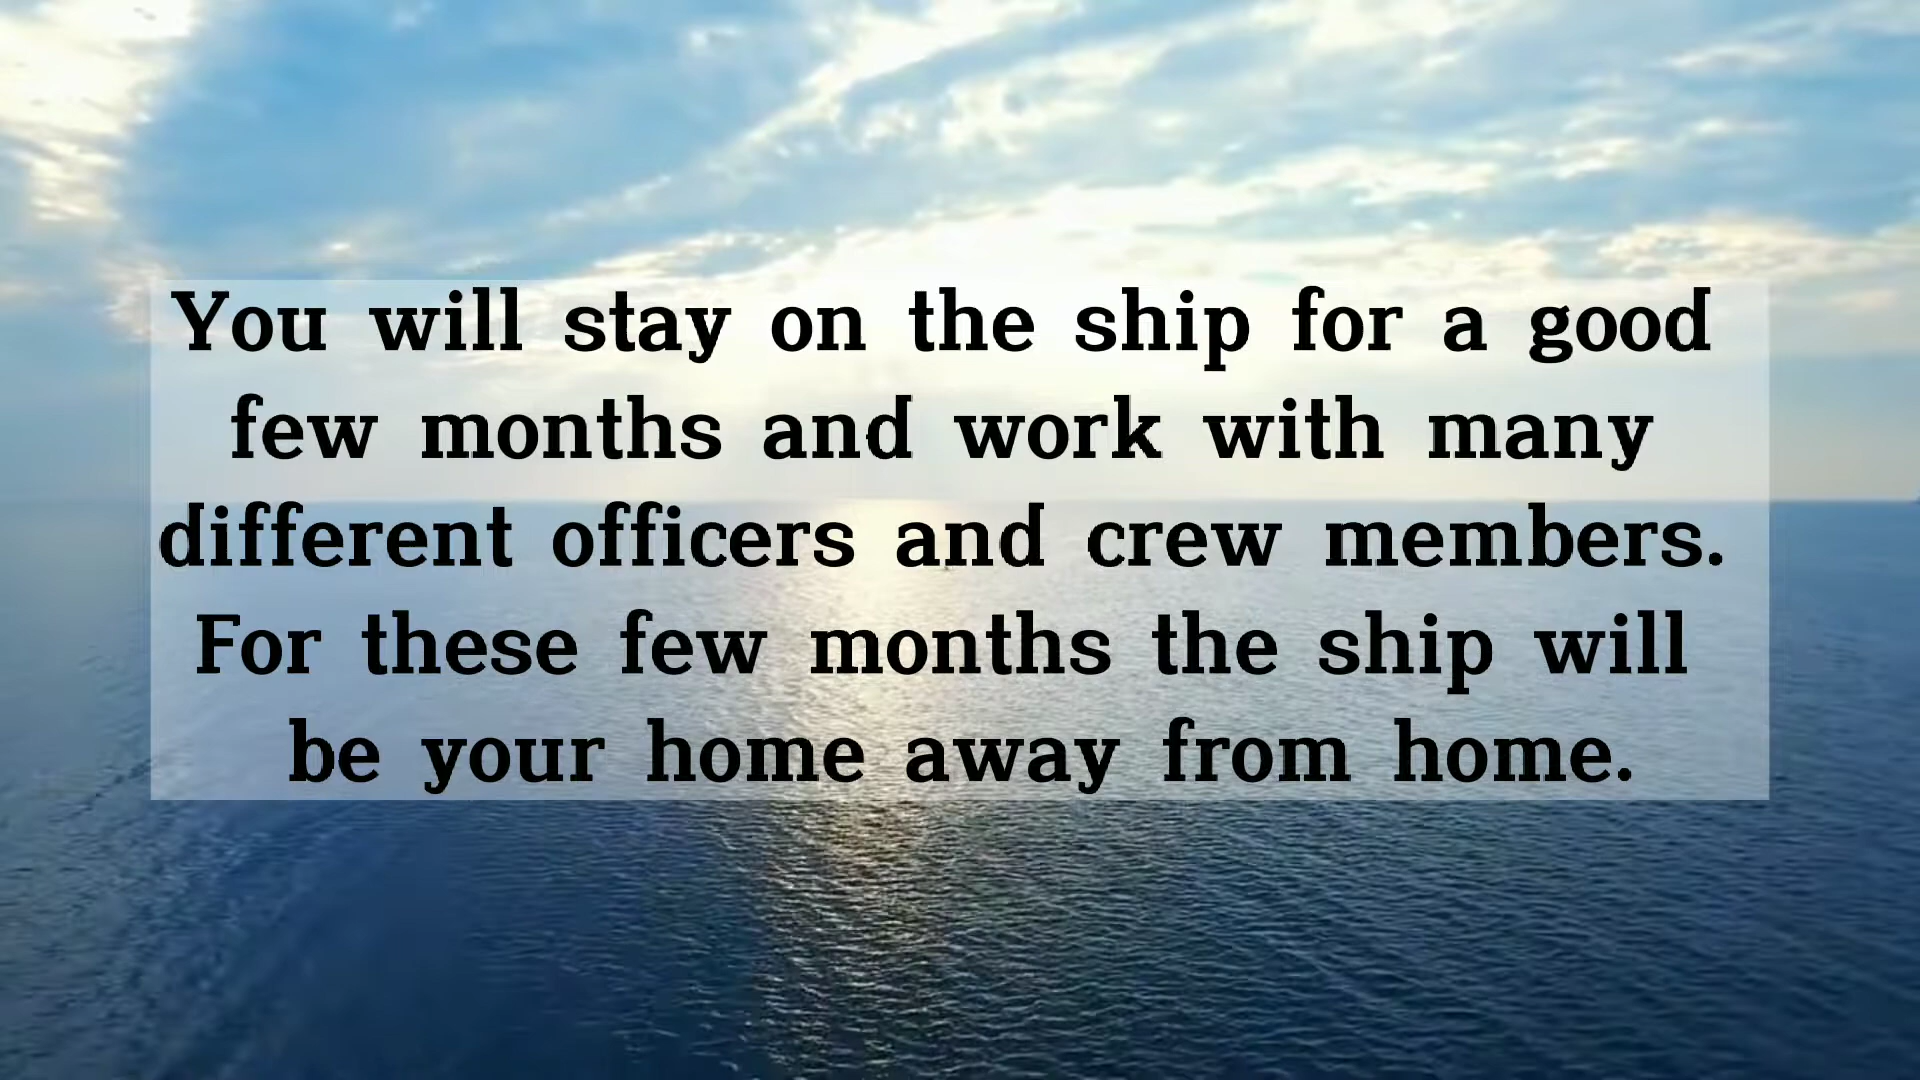 You will stay on the ship for a good
few months and work with many
different officers and crew members.
For these few months the ship will
be your home away from home.